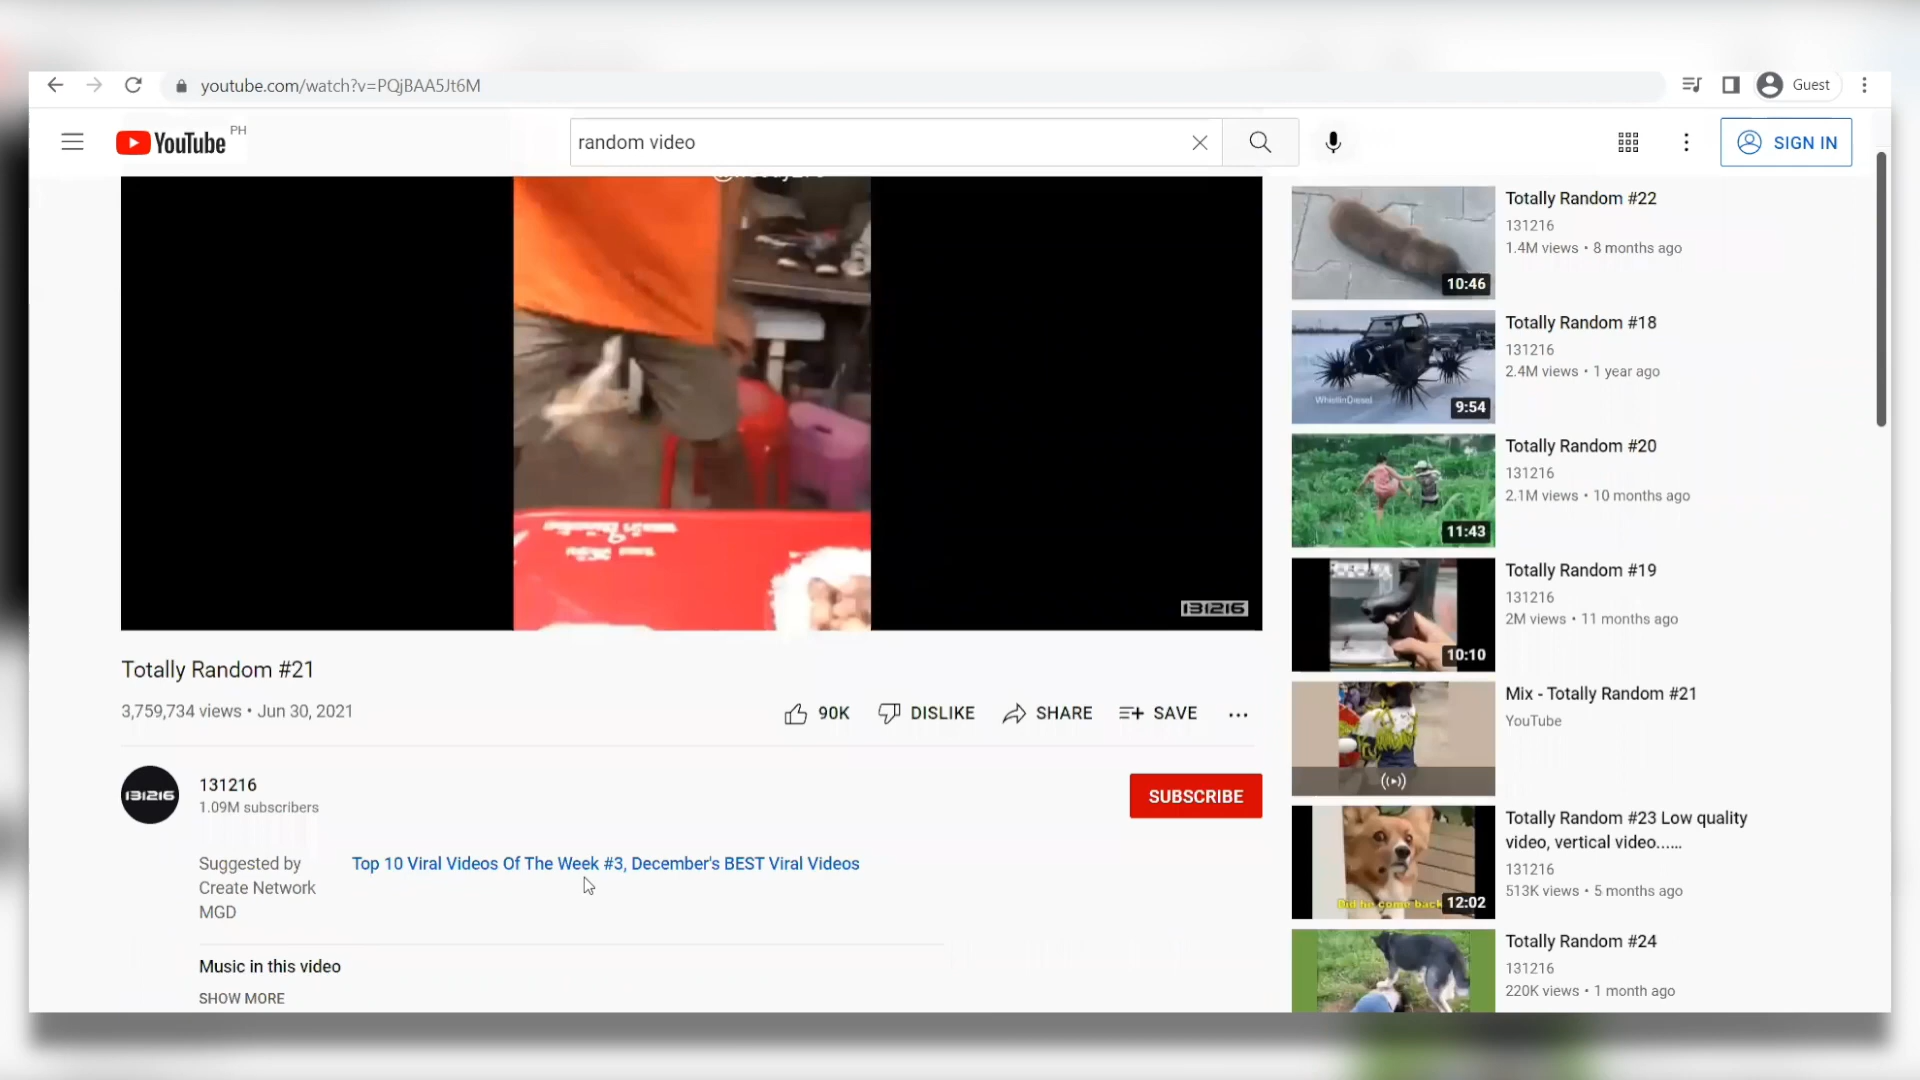 youtube.com/watch?v=PQjBAA5Jt6M
Guest
YouTube PH
random video
SIGN IN
131216
Totally Random #21
3,759,734 views • Jun 30, 2021
90K
DISLIKE
SHARE
SAVE
131216
131216
1.09M subscribers
SUBSCRIBE
Suggested by
Create Network
MGD
Top 10 Viral Videos Of The Week #3, December's BEST Viral Videos
Music in this video
SHOW MORE
10:46
Totally Random #22
131216
1.4M views • 8 months ago
WhistlinDiesel
9:54
Totally Random #18
131216
2.4M views • 1 year ago
11:43
Totally Random #20
131216
2.1M views • 10 months ago
10:10
Totally Random #19
131216
2M views • 11 months ago
Mix - Totally Random #21
YouTube
Did he come back
12:02
Totally Random #23 Low quality
video, vertical video......
131216
513K views • 5 months ago
Totally Random #24
131216
220K views • 1 month ago